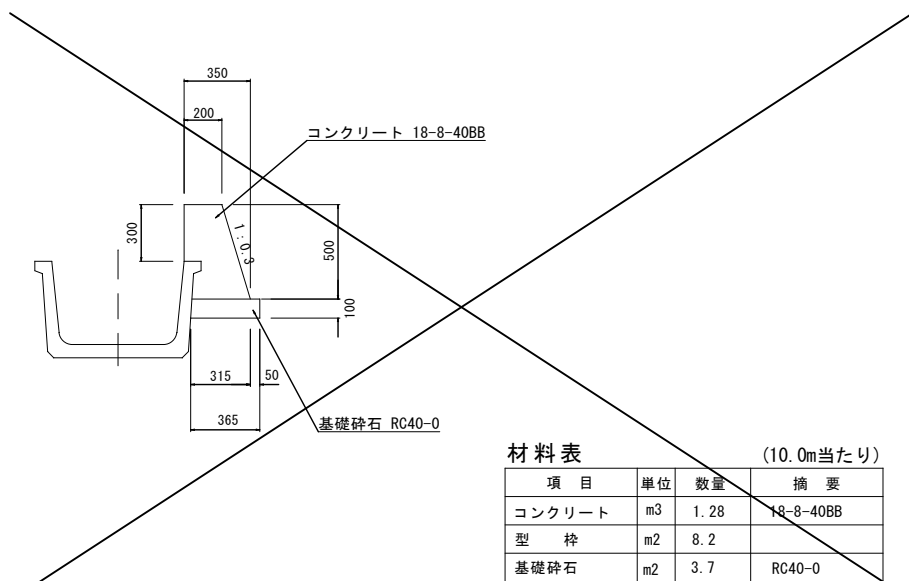 350
200
コンクリート 18-8-40BB
300
1:0.3
500
100
315
50
365
基礎砕石 RC40-0
材料表 (10.0m当たり)
項 目 単位 数量 摘 要
コンクリート m3 1.28 18-8-40BB
型 枠 m2 8.2
基礎砕石 m2 3.7 RC40-0